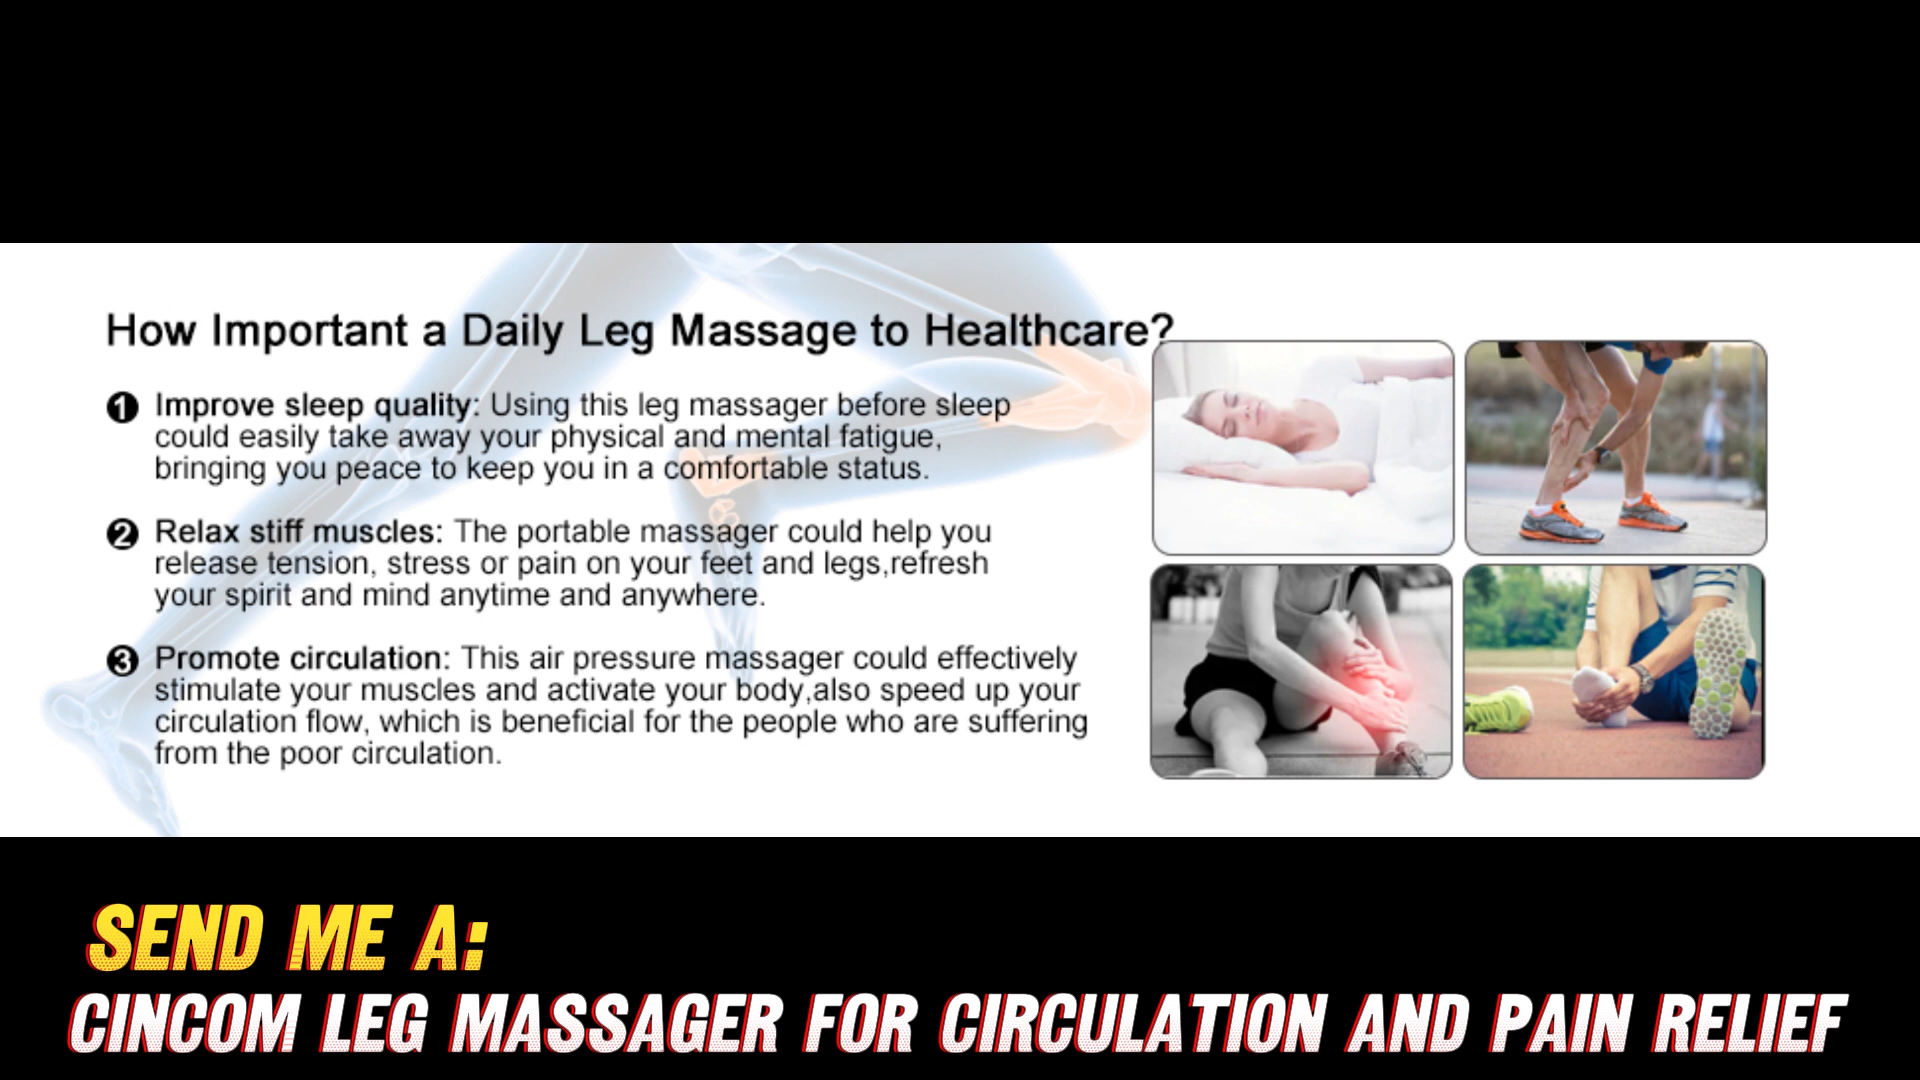 How Important a Daily Leg Massage to Healthcare?
1 Improve sleep quality: Using this leg massager before sleep
could easily take away your physical and mental fatigue,
bringing you peace to keep you in a comfortable status.
2 Relax stiff muscles: The portable massager could help you
release tension, stress or pain on your feet and legs,refresh
your spirit and mind anytime and anywhere.
3 Promote circulation: This air pressure massager could effectively
stimulate your muscles and activate your body,also speed up your
circulation flow, which is beneficial for the people who are suffering
from the poor circulation.
SEND ME A:
CINCOM LEG MASSAGER FOR CIRCULATION AND PAIN RELIEF